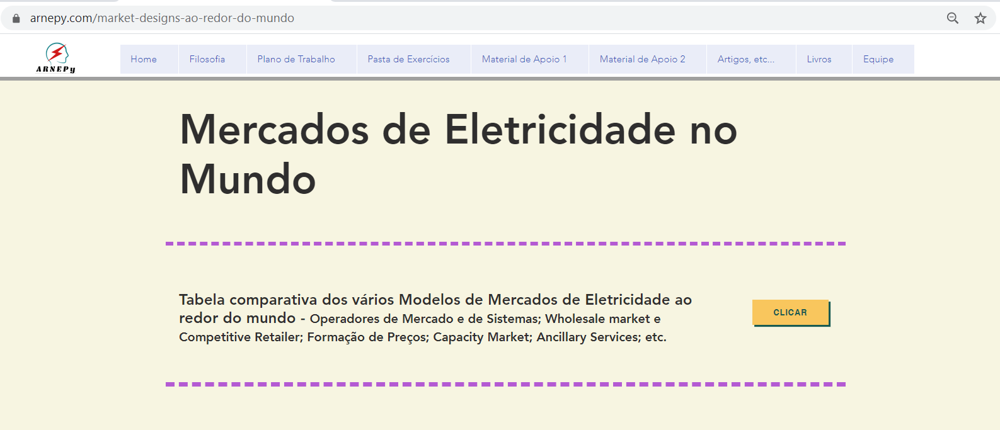 arnepy.com/market-designs-ao-redor-do-mundo
ARNEPy
Home
Filosofia
Plano de Trabalho
Pasta de Exercícios
Material de Apoio 1
Material de Apoio 2
Artigos, etc...
Livros
Equipe
Mercados de Eletricidade no
Mundo
Tabela comparativa dos vários Modelos de Mercados de Eletricidade ao
redor do mundo - Operadores de Mercado e de Sistemas; Wholesale market e
Competitive Retailer; Formação de Preços; Capacity Market; Ancillary Services; etc.
CLICAR